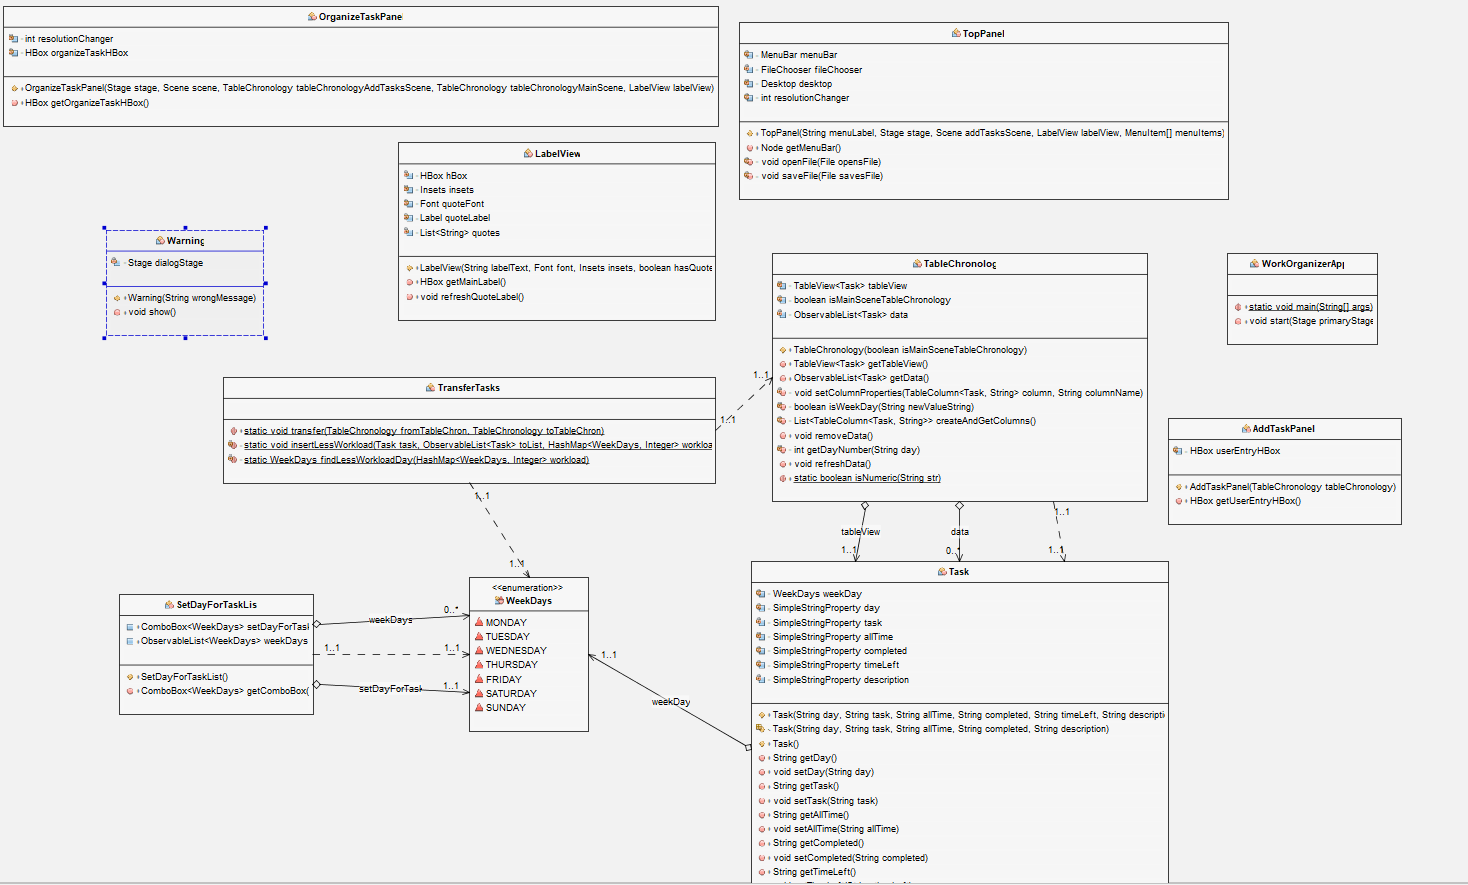 OrganizeTaskPanel
int resolutionChanger
HBox organizeTaskHBox
OrganizeTaskPanel(Stage stage, Scene scene, TableChronology tableChronologyAddTasksScene, TableChronology tableChronologyMainScene, LabelView labelView)
HBox getOrganizeTaskHBox()
TopPanel
MenuBar menuBar
FileChooser fileChooser
Desktop desktop
int resolutionChanger
TopPanel(String menuLabel, Stage stage, Scene addTasksScene, LabelView labelView, MenuItem[] menuItems)
Node getMenuBar()
void openFile(File opensFile)
void saveFile(File savesFile)
LabelView
HBox hBox
Insets insets
Font quoteFont
Label quoteLabel
List<String> quotes
LabelView(String labelText, Font font, Insets insets, boolean hasQuote
HBox getMainLabel()
void refreshQuoteLabel()
Warning
Stage dialogStage
Warning(String wrongMessage)
void show()
TableChronolog
TableView<Task> tableView
boolean isMainSceneTableChronology
ObservableList<Task> data
TableChronology(boolean isMainSceneTableChronology)
TableView<Task> getTableView()
ObservableList<Task> getData()
void setColumnProperties(TableColumn<Task, String> column, String columnName)
boolean isWeekDay(String newValueString)
List<TableColumn<Task, String>> createAndGetColumns()
void removeData()
int getDayNumber(String day)
void refreshData()
static boolean isNumeric(String str)
WorkOrganizerApp
static void main(String[] args)
void start(Stage primaryStage
TransferTasks
static void transfer(TableChronology fromTableChron, TableChronology toTableChron)
static void insertLessWorkload(Task task, ObservableList<Task> toList, HashMap<WeekDays, Integer> workloa
static WeekDays findLessWorkloadDay(HashMap<WeekDays, Integer> workload)
1..1
1..1
AddTaskPanel
HBox userEntryHBox
AddTaskPanel(TableChronology tableChronology)
HBox getUserEntryHBox()
1..1
1..1
tableView
1..1
data
0..
1..1
1..1
SetDayForTaskLis
ComboBox<WeekDays> setDayForTask
ObservableList<WeekDays> weekDays
SetDayForTaskList()
ComboBox<WeekDays> getComboBox(
weekDays
0..*
1..1
1..1
setDayForTask
1..1
<<enumeration>>
WeekDays
MONDAY
TUESDAY
WEDNESDAY
THURSDAY
FRIDAY
SATURDAY
SUNDAY
1..1
weekDay
Task
WeekDays weekDay
SimpleStringProperty day
SimpleStringProperty task
SimpleStringProperty allTime
SimpleStringProperty completed
SimpleStringProperty timeLeft
SimpleStringProperty description
Task(String day, String task, String allTime, String completed, String timeLeft, String descripti
Task(String day, String task, String allTime, String completed, String description)
Task()
String getDay()
void setDay(String day)
String getTask()
void setTask(String task)
String getAllTime()
void setAllTime(String allTime)
String getCompleted()
void setCompleted(String completed)
String getTimeLeft()